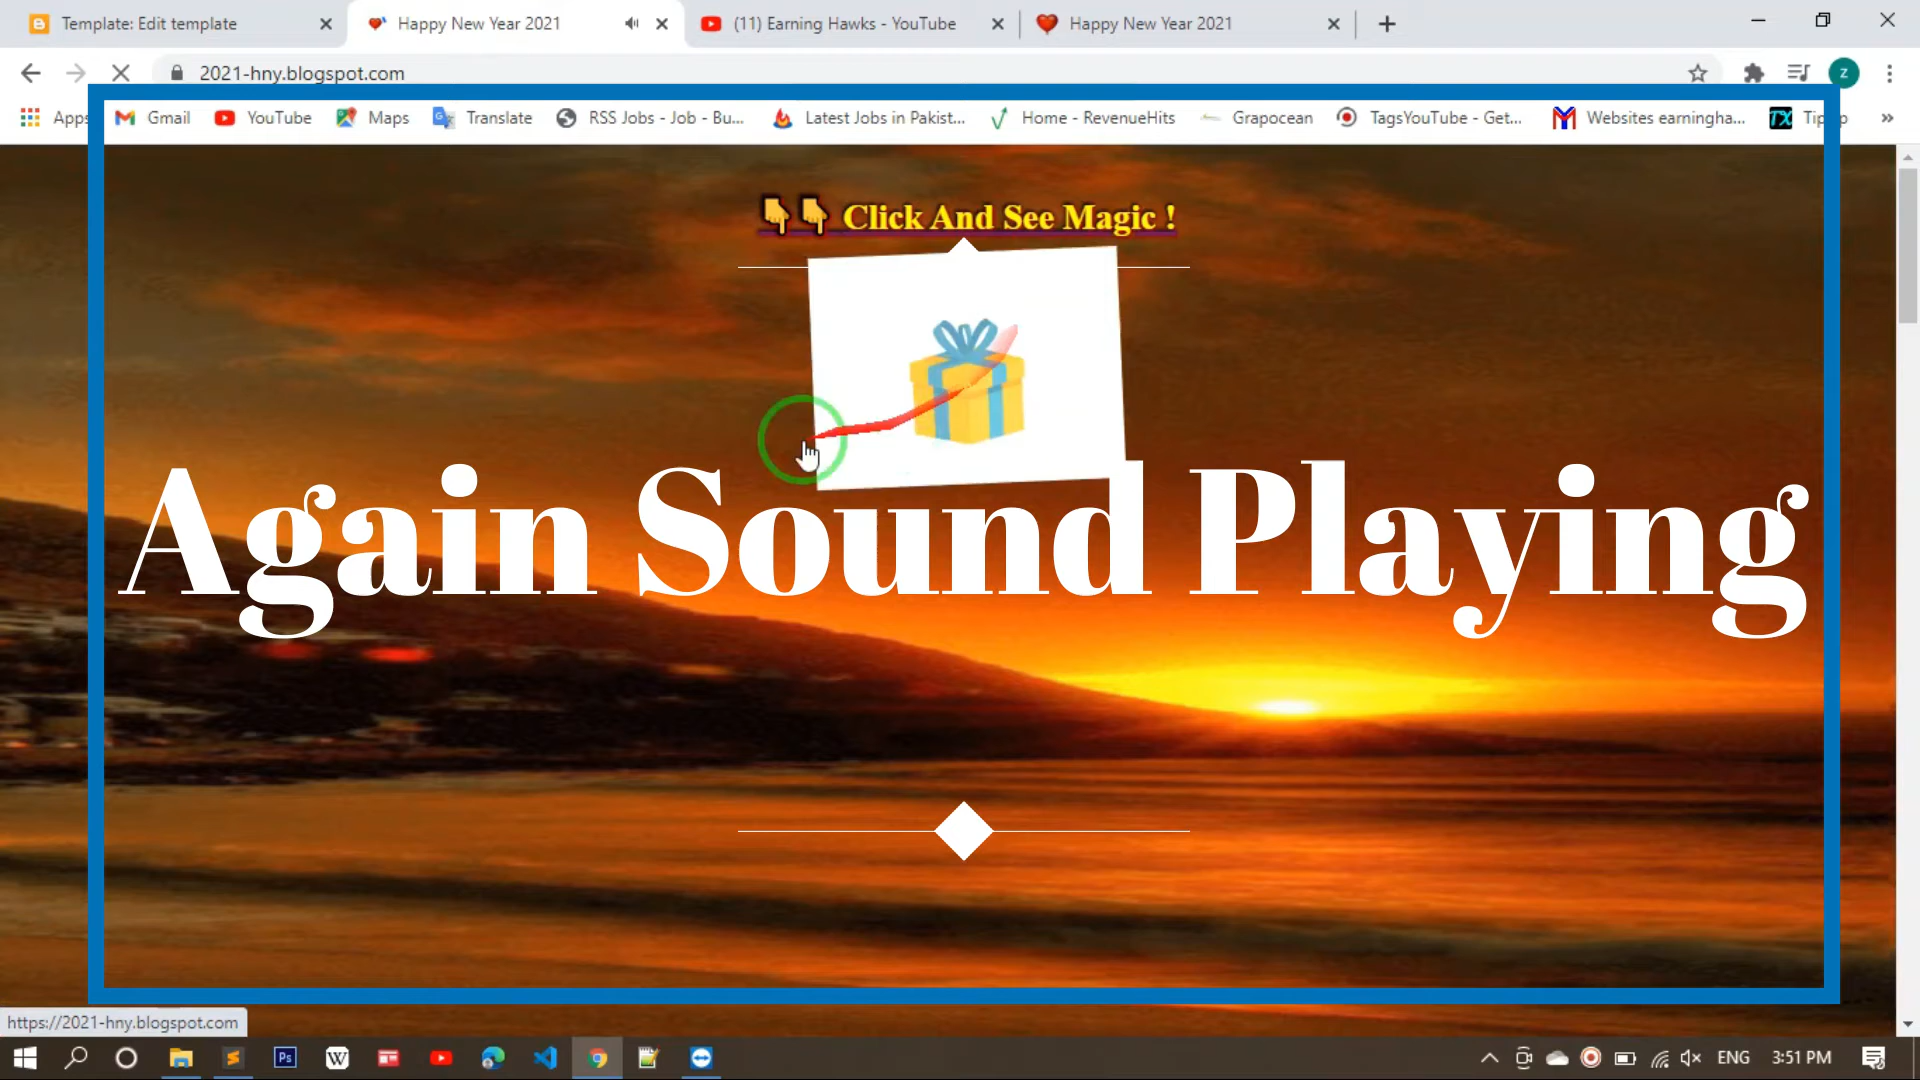 Template: Edit template
Happy New Year 2021
(11) Earning Hawks - YouTube
Happy New Year 2021
2021-hny.blogspot.com
z
Apps
Gmail
YouTube
Maps
Translate
RSS Jobs - Job - Bu...
Latest Jobs in Pakist...
Home - RevenueHits
Grapocean
TagsYouTube - Get...
Websites earningha...
TX
👇👇 Click And See Magic !
Again Sound Playing
https://2021-hny.blogspot.com
Ps
W
ENG
3:51 PM